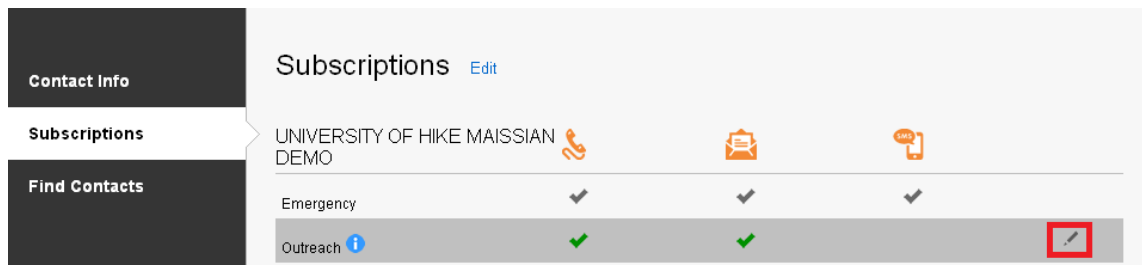 Contact Info
Subscriptions
Find Contacts
Subscriptions Edit
UNIVERSITY OF HIKE MAISSIAN
DEMO
SMS
Emergency
Outreach i